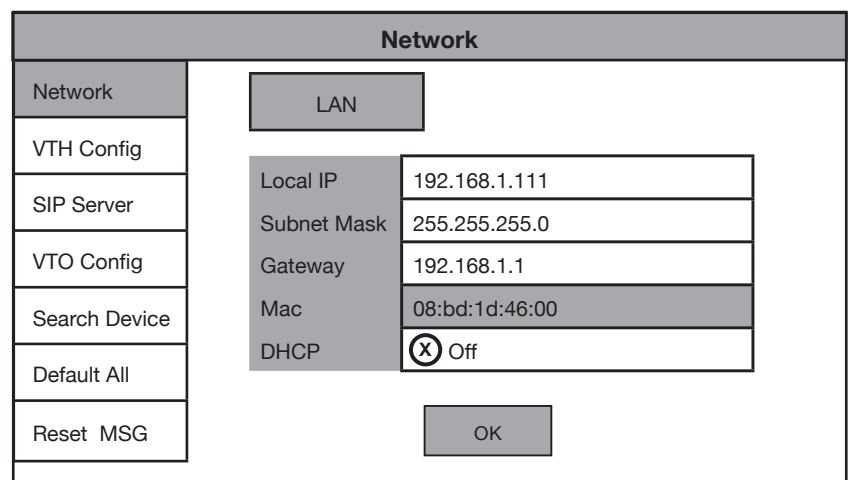 Network
Network
VTH Config
SIP Server
VTO Config
Search Device
Default All
Reset MSG
LAN
Local IP 192.168.1.111
Subnet Mask 255.255.255.0
Gateway 192.168.1.1
Mac 08:bd:1d:46:00
DHCP X Off
OK